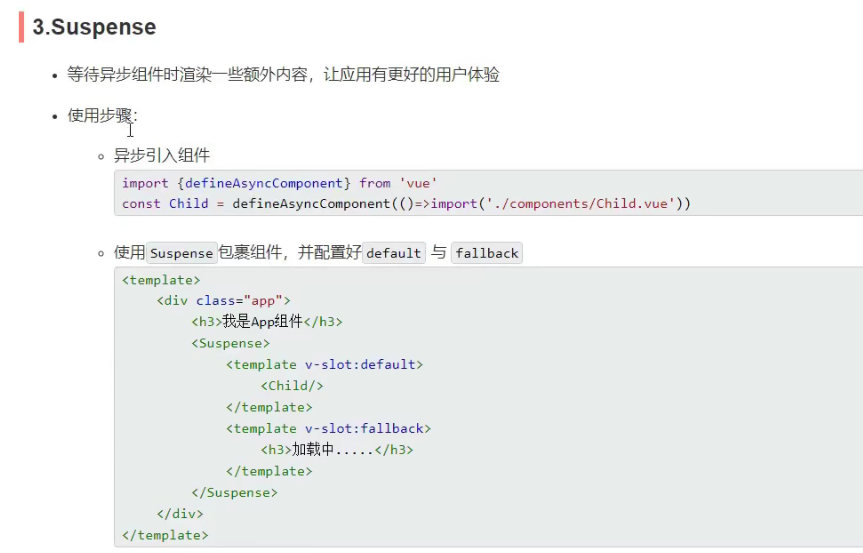 3.Suspense
等待异步组件时渲染一些额外内容，让应用有更好的用户体验
使用步骤：
异步引入组件
import {defineAsyncComponent} from 'vue'
const Child = defineAsyncComponent(()=>import('./components/Child.vue'))
使用Suspense包裹组件，并配置好default 与 fallback
<template>
    <div class="app">
        <h3>我是App组件</h3>
        <Suspense>
            <template v-slot:default>
                <Child/>
            </template>
            <template v-slot:fallback>
                <h3>加载中.....</h3>
            </template>
        </Suspense>
    </div>
</template>